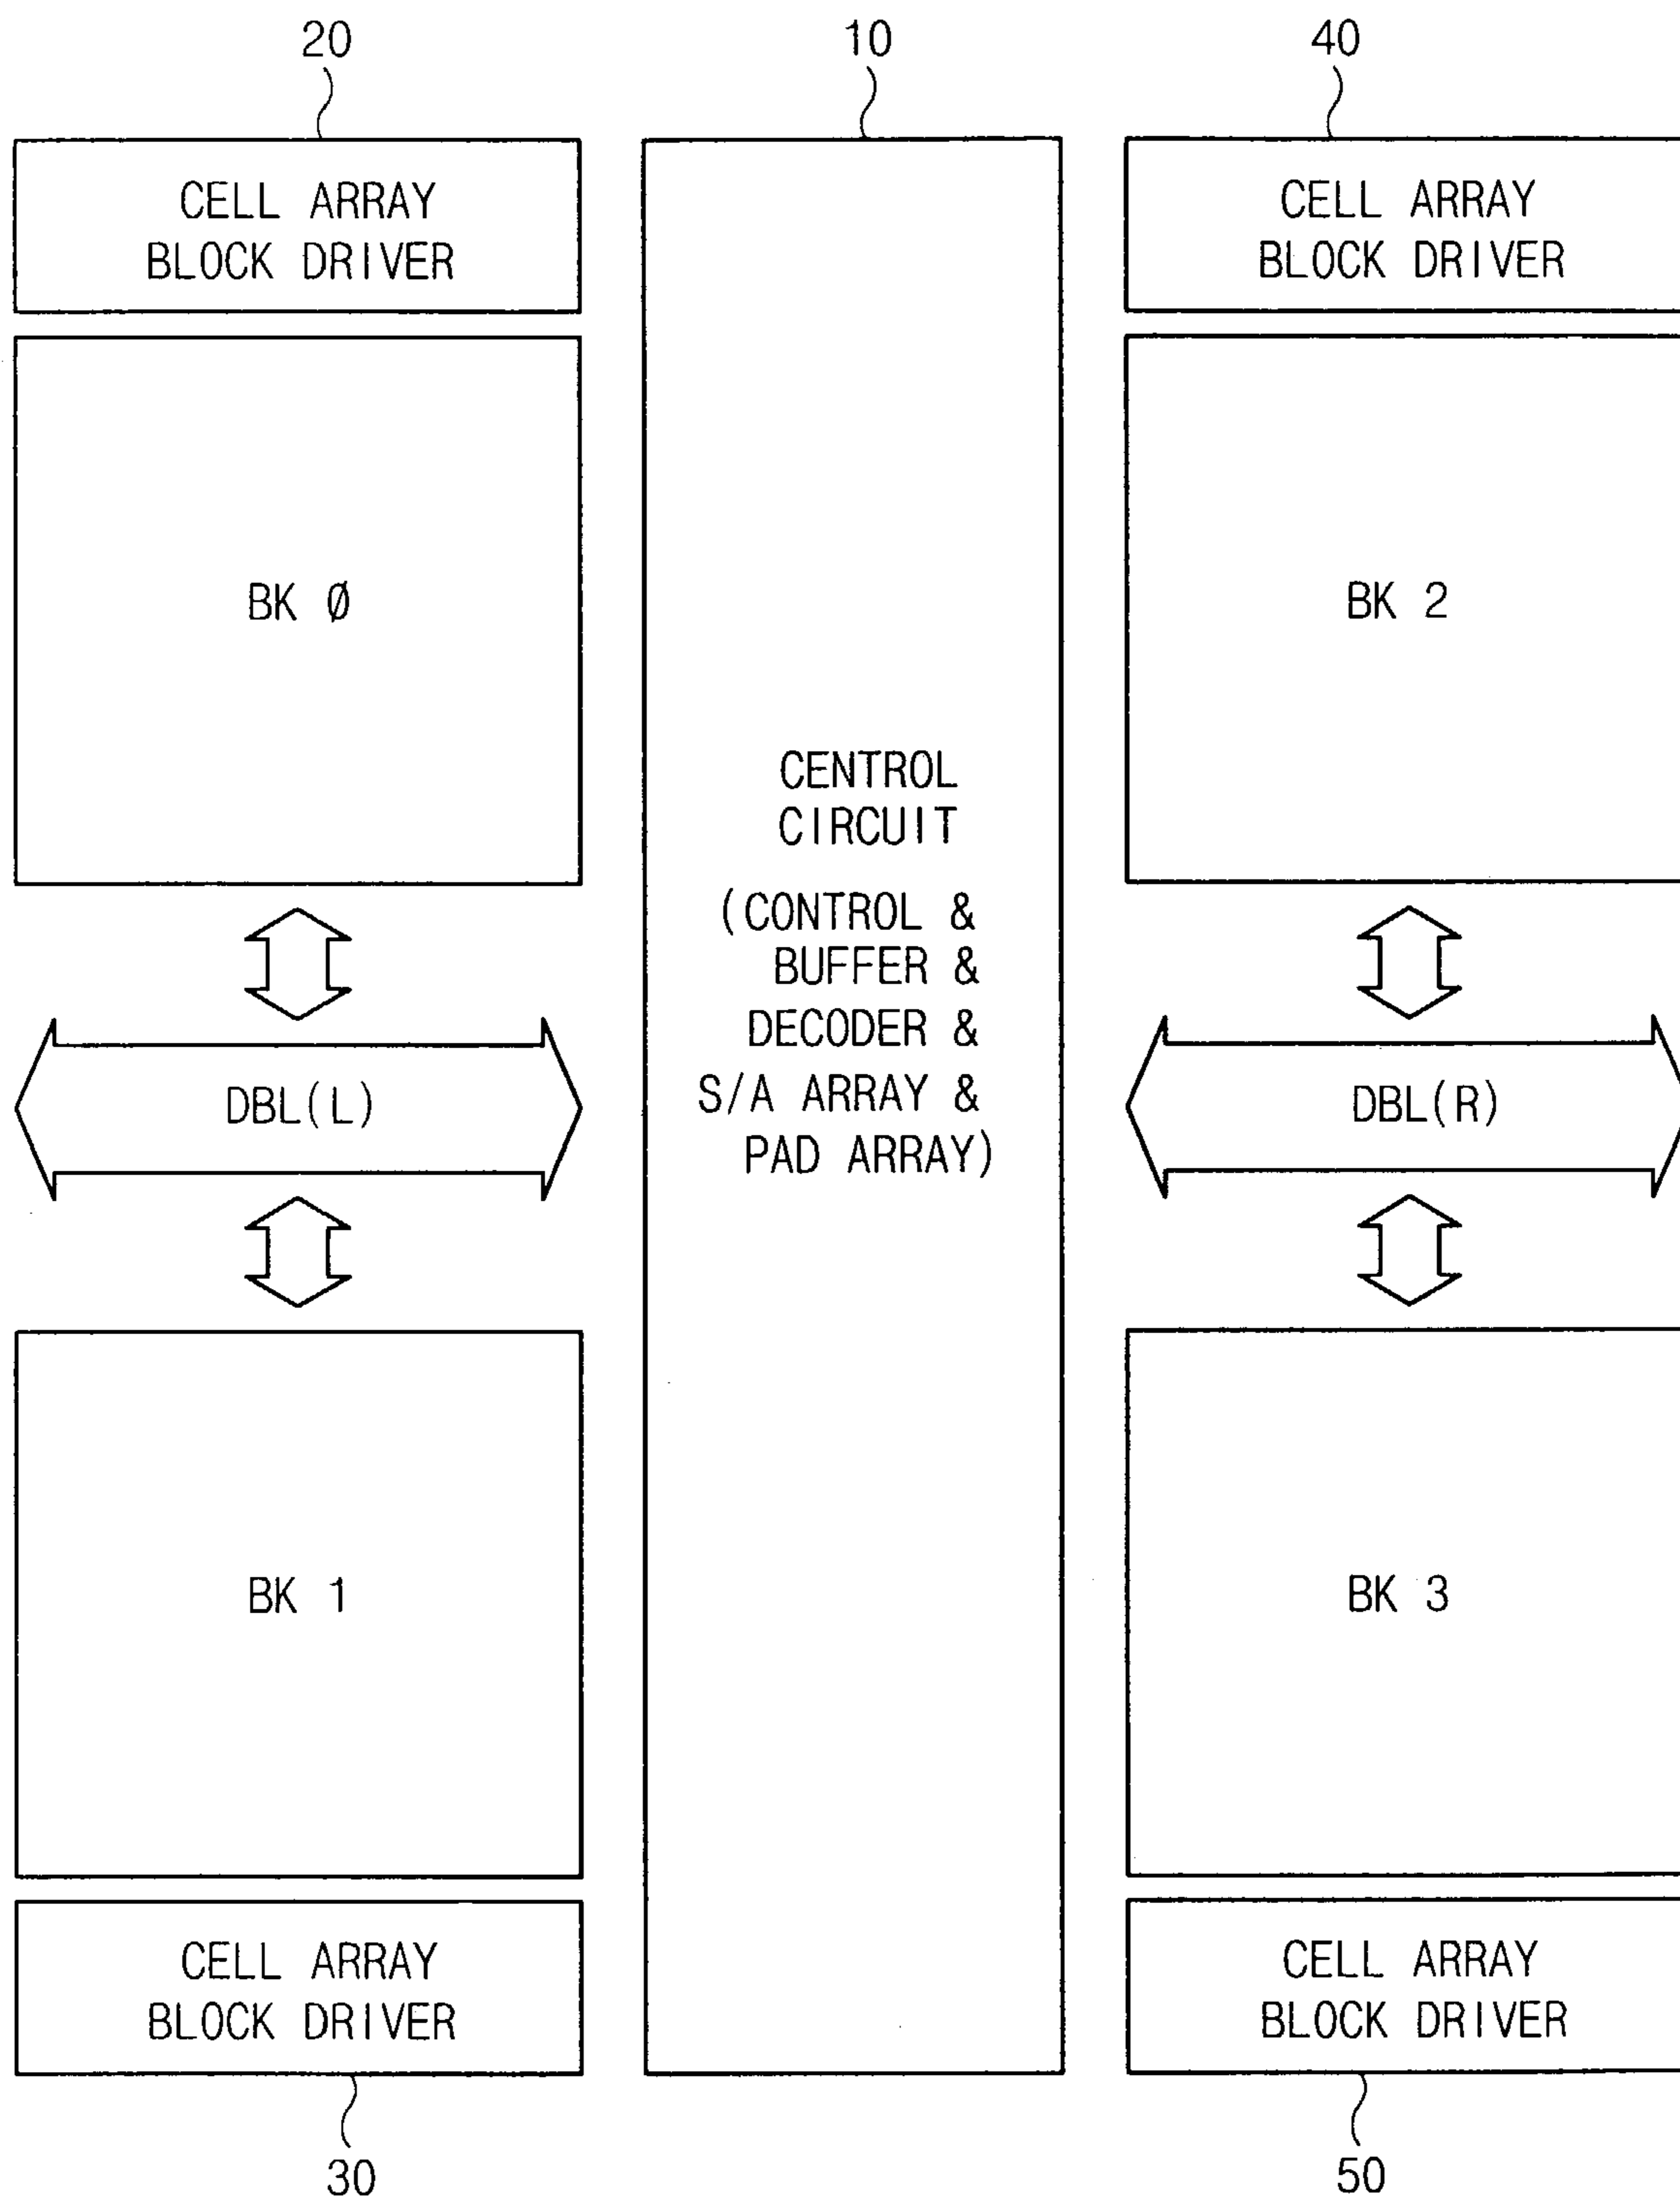 20
10
40
CELL ARRAY
BLOCK DRIVER
CELL ARRAY
BLOCK DRIVER
BK Ø
BK 2
CENTROL
CIRCUIT
(CONTROL &
BUFFER &
DECODER &
S/A ARRAY &
PAD ARRAY)
DBL(L)
DBL(R)
BK 1
BK 3
CELL ARRAY
BLOCK DRIVER
CELL ARRAY
BLOCK DRIVER
30
50